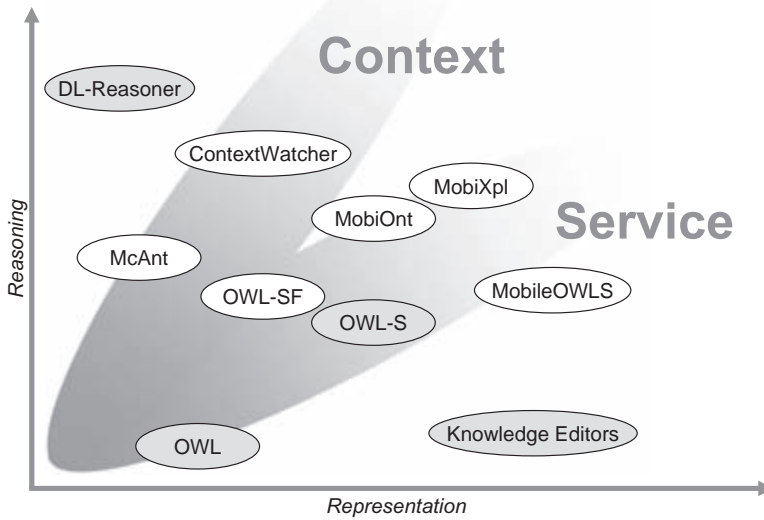 Context
DL-Reasoner
ContextWatcher
MobiXpl
MobiOnt
Service
Reasoning
McAnt
OWL-SF
MobileOWLS
OWL-S
OWL
Knowledge Editors
Representation